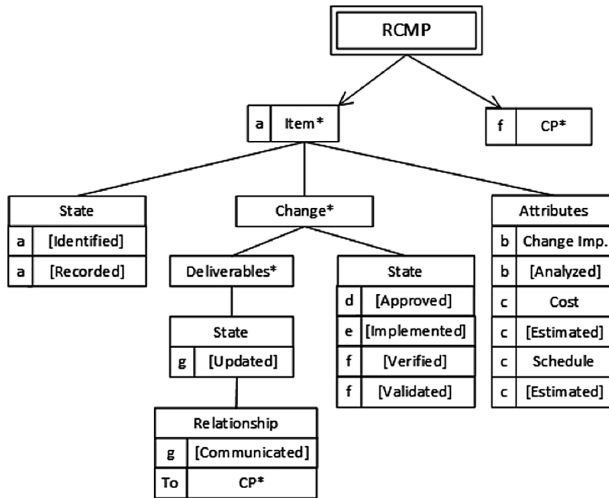 RCMP
a Item*
f CP*
State
a [Identified]
a [Recorded]
Change*
Deliverables*
State
g [Updated]
Relationship
g [Communicated]
To CP*
State
d [Approved]
e [Implemented]
f [Verified]
f [Validated]
Attributes
b Change Imp.
b [Analyzed]
c Cost
c [Estimated]
c Schedule
c [Estimated]